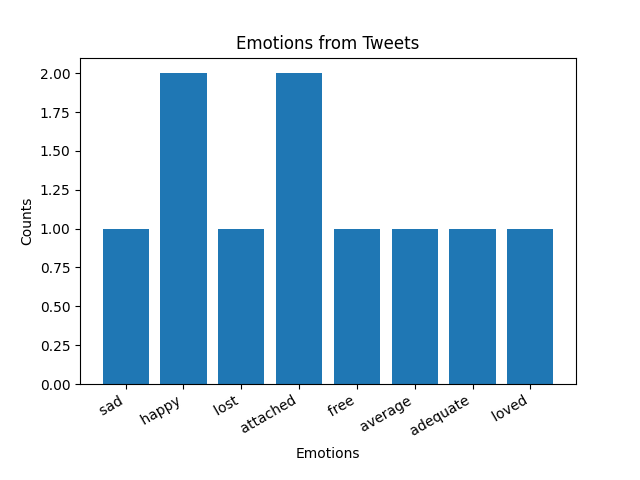 Emotions from Tweets
Counts
2.00
1.75
1.50
1.25
1.00
0.75
0.50
0.25
0.00
sad
happy
lost
attached
free
average
adequate
loved
Emotions